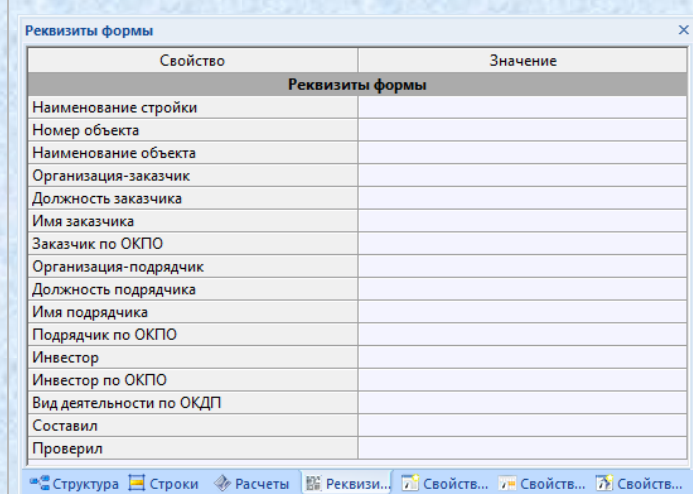 Реквизиты формы
Свойство Значение
Реквизиты формы
Наименование стройки
Номер объекта
Наименование объекта
Организация-заказчик
Должность заказчика
Имя заказчика
Заказчик по ОКПО
Организация-подрядчик
Должность подрядчика
Имя подрядчика
Подрядчик по ОКПО
Инвестор
Инвестор по ОКПО
Вид деятельности по ОКДП
Составил
Проверил
Структура Строки Расчеты Реквизи... Свойств... Свойств... Свойств...